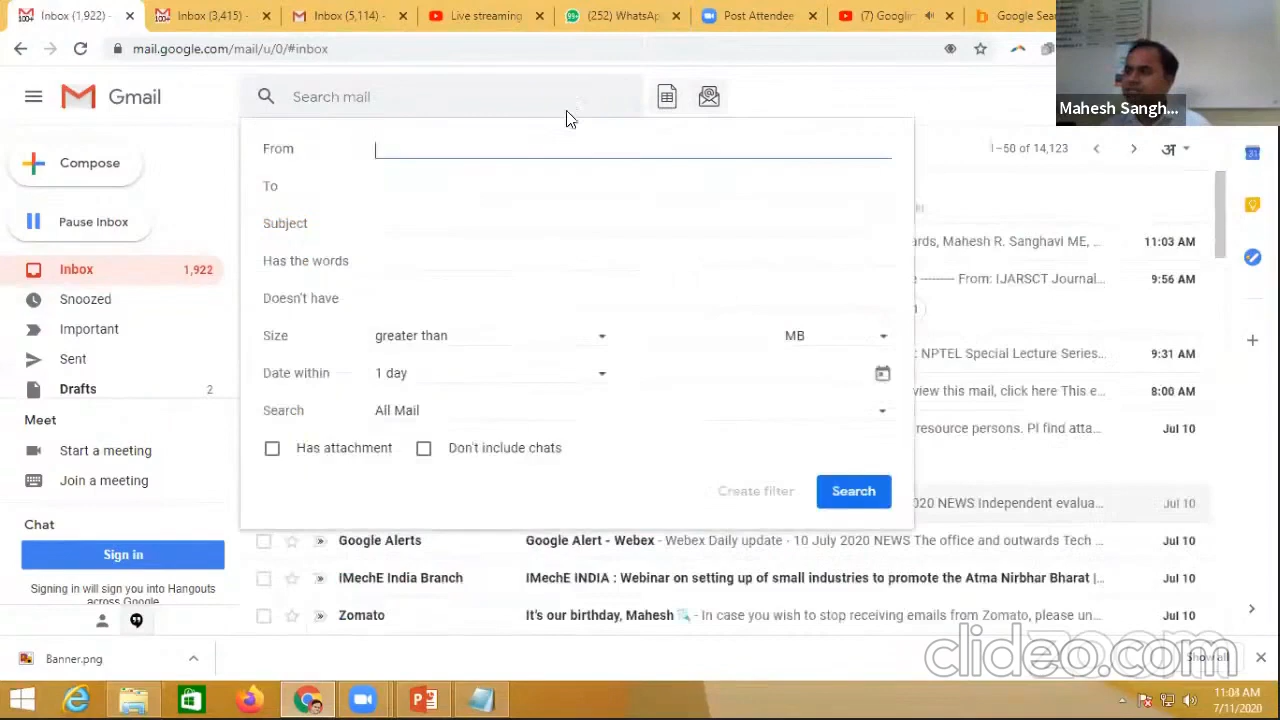 Inbox (1,922) -
Inbox (3,415) -
Inbox (5,114) -
Live streaming
(252) WhatsAp
Post Attendee
(7) Googlin
Google Sea
mail.google.com/mail/u/0/#inbox
Mahesh Sangh...
Gmail
Search mail
Compose
Pause Inbox
Inbox 1,922
Snoozed
Important
Sent
Drafts 2
Meet
Start a meeting
Join a meeting
Chat
Sign in
Signing in will sign you into Hangouts
across Google
From
To
Subject
Has the words
Doesn't have
Size greater than MB
Date within 1 day
Search All Mail
Has attachment Don't include chats
Create filter Search
1–50 of 14,123 अ
rds, Mahesh R. Sanghavi ME, ... 11:03 AM
--------- From: IJARSCT Journal... 9:56 AM
: NPTEL Special Lecture Series... 9:31 AM
view this mail, click here This e... 8:00 AM
resource persons. Pl find atta... Jul 10
020 NEWS Independent evalua... Jul 10
Google Alerts Google Alert - Webex - Webex Daily update · 10 July 2020 NEWS The office and outwards Tech ... Jul 10
IMechE India Branch IMechE INDIA : Webinar on setting up of small industries to promote the Atma Nirbhar Bharat |... Jul 10
Zomato It's our birthday, Mahesh - In case you wish to stop receiving emails from Zomato, please un... Jul 10
Banner.png
Show all
clideo.com
11:04 AM
7/11/2020